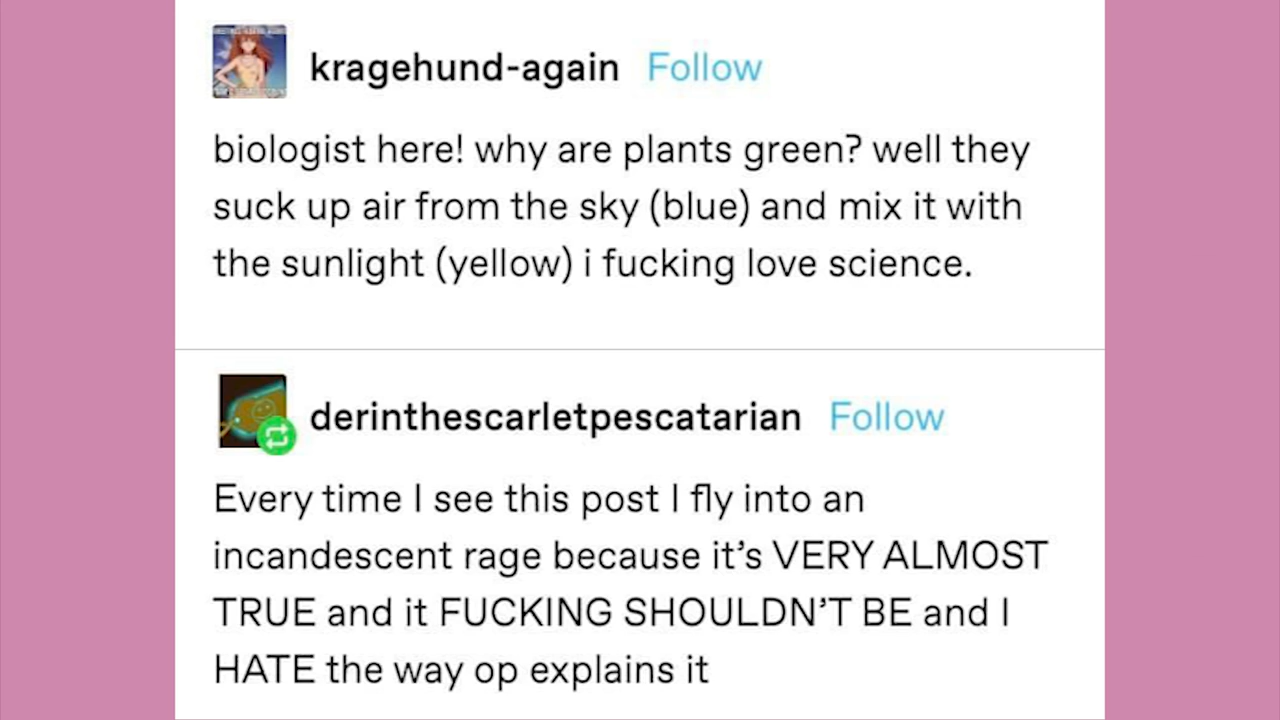 kragehund-again Follow
biologist here! why are plants green? well they
suck up air from the sky (blue) and mix it with
the sunlight (yellow) i fucking love science.
derinthescarletpescatarian Follow
Every time I see this post I fly into an
incandescent rage because it’s VERY ALMOST
TRUE and it FUCKING SHOULDN’T BE and I
HATE the way op explains it